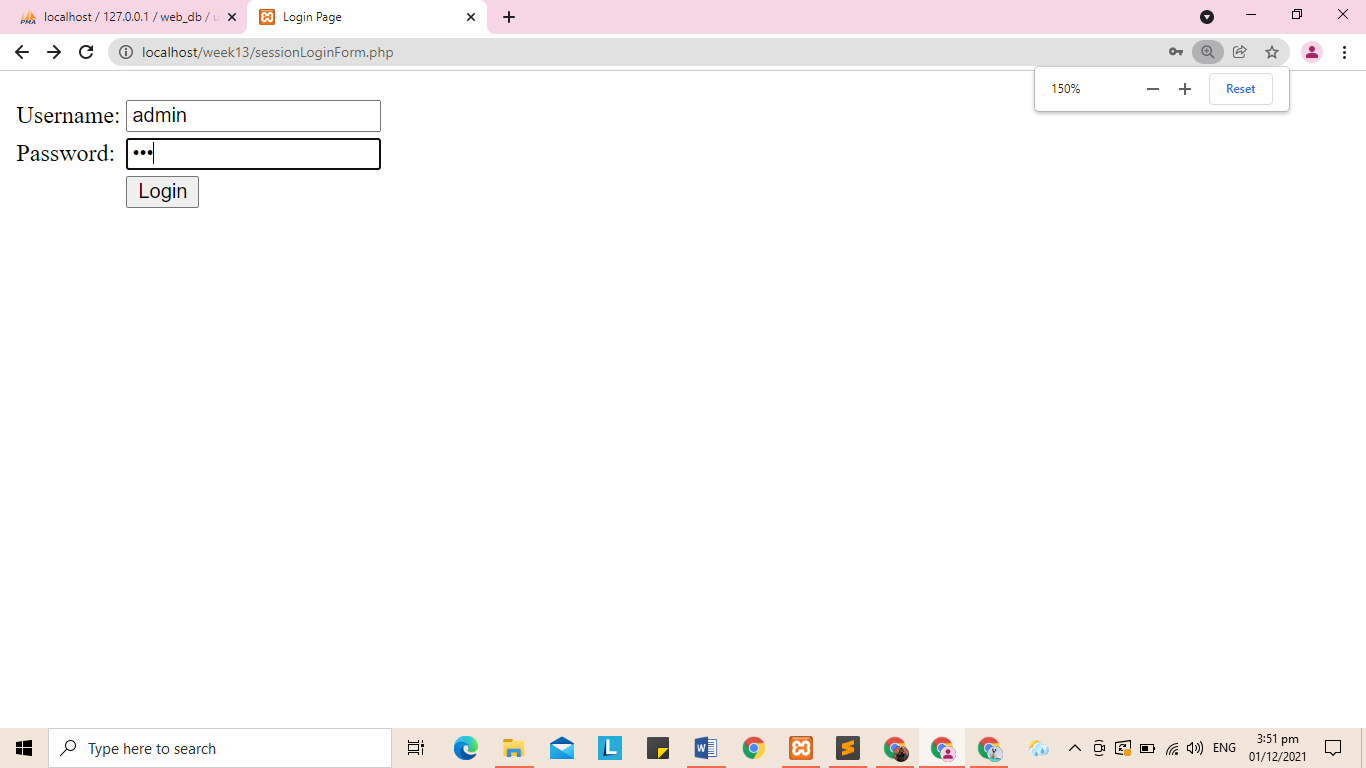 localhost / 127.0.0.1 / web_db / u
Login Page
localhost/week13/sessionLoginForm.php
150%
Reset
Username: admin
Password: •••
Login
Type here to search
ENG
3:51 pm
01/12/2021